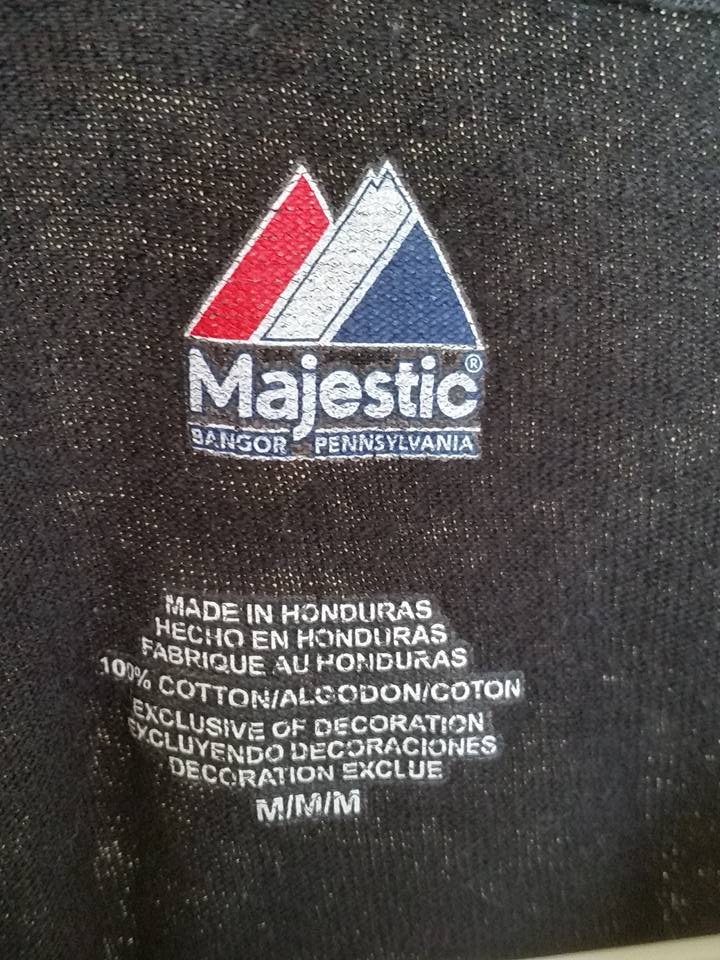 Majestic®
BANGOR PENNSYLVANIA
MADE IN HONDURAS
HECHO EN HONDURAS
FABRIQUE AU HONDURAS
100% COTTON/ALGODON/COTON
EXCLUSIVE OF DECORATION
EXCLUYENDO DECORACIONES
DECORATION EXCLUE
M/M/M